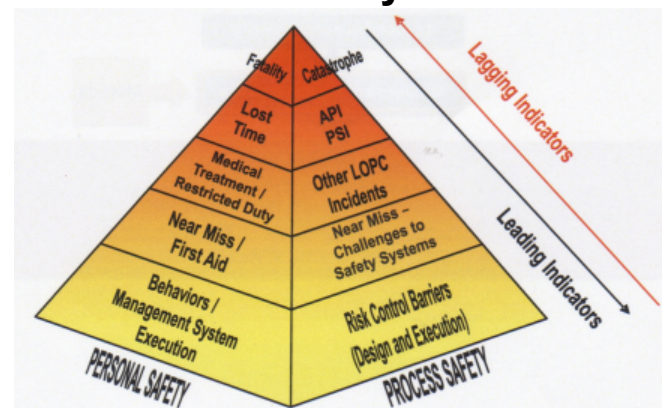 Fatality
Catastrophe
Lost
Time
API
PSI
Medical
Treatment /
Restricted Duty
Other LOPC
Incidents
Near Miss /
First Aid
Near Miss –
Challenges to
Safety Systems
Behaviors /
Management System
Execution
Risk Control Barriers
(Design and Execution)
PERSONAL SAFETY
PROCESS SAFETY
Lagging Indicators
Leading Indicators